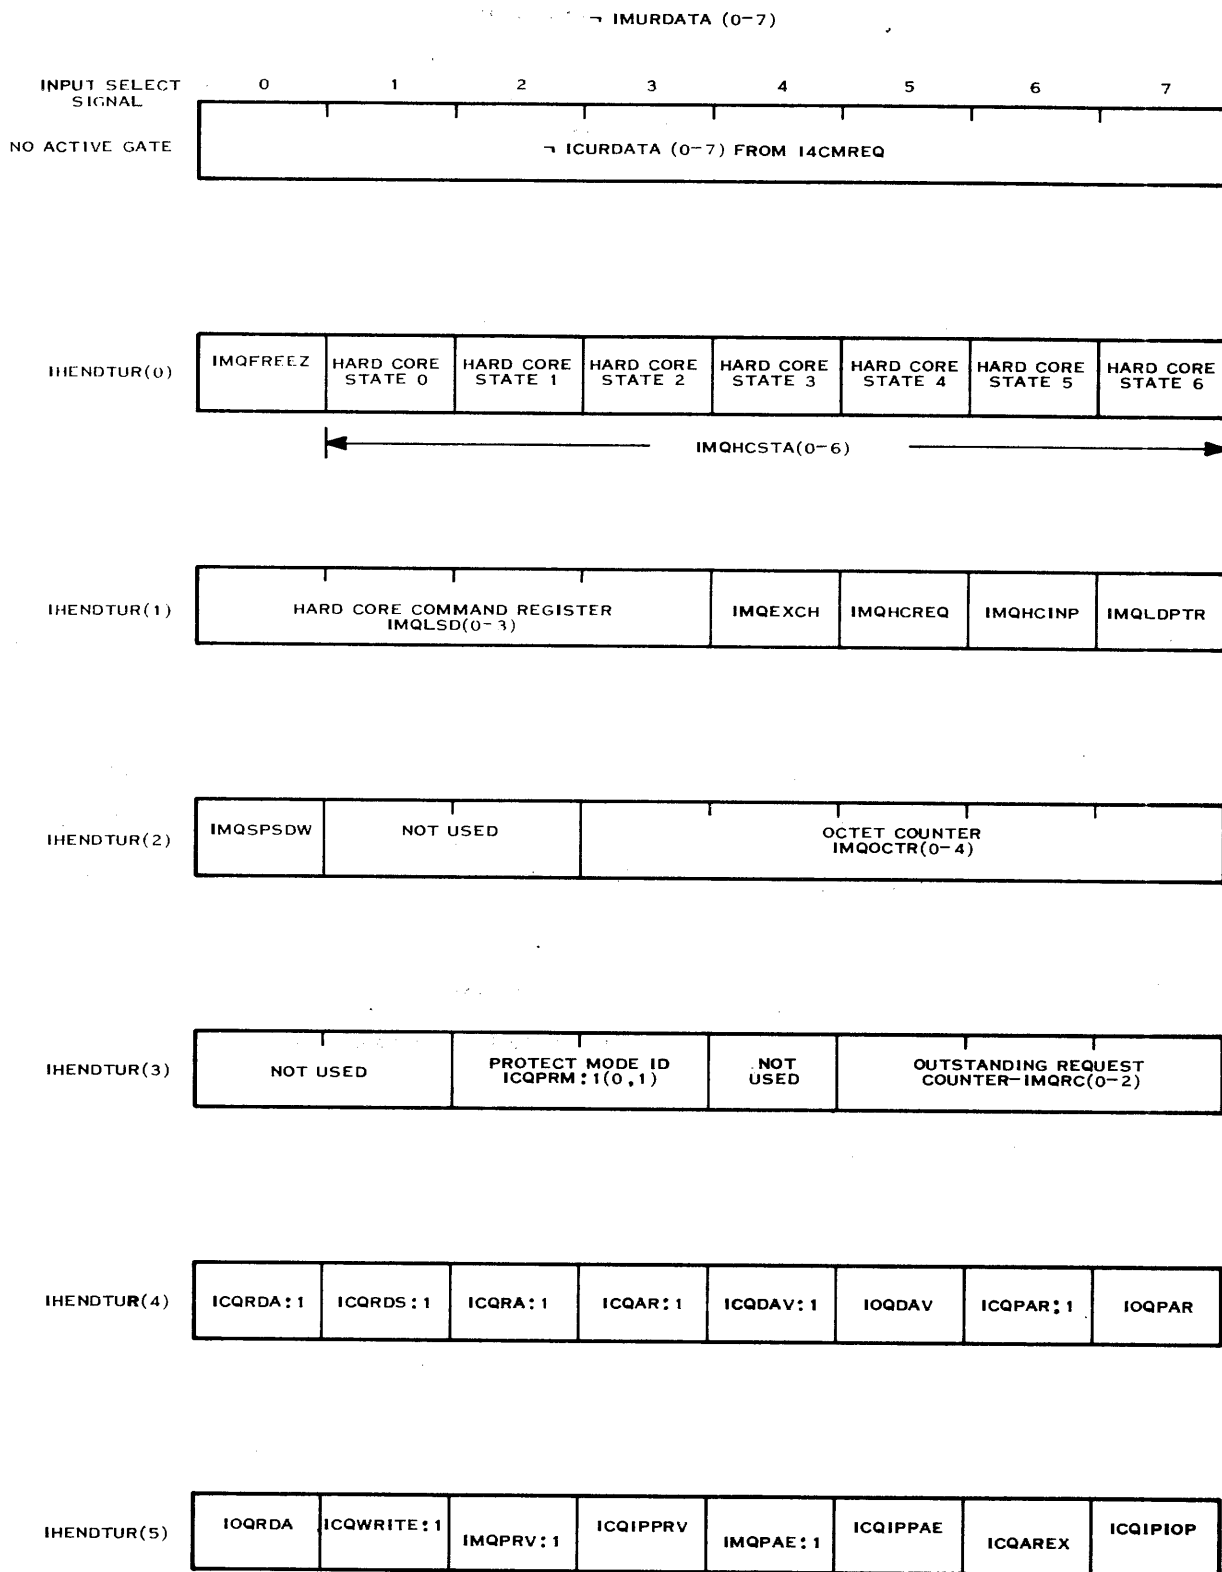 ¬ IMURDATA (0-7)
INPUT SELECT SIGNAL 0 1 2 3 4 5 6 7
NO ACTIVE GATE ¬ ICURDATA (0-7) FROM I4CMREQ
IHENDTUR(0) IMQFREEZ HARD CORE STATE 0 HARD CORE STATE 1 HARD CORE STATE 2 HARD CORE STATE 3 HARD CORE STATE 4 HARD CORE STATE 5 HARD CORE STATE 6
IMQHCSTA(0-6)
IHENDTUR(1) HARD CORE COMMAND REGISTER IMQLSD(0-3) IMQEXCH IMQHCREQ IMQHCINP IMQLDPTR
IHENDTUR(2) IMQSPSDW NOT USED OCTET COUNTER IMQOCTR(0-4)
IHENDTUR(3) NOT USED PROTECT MODE ID ICQPRM:1(0,1) NOT USED OUTSTANDING REQUEST COUNTER-IMQRC(0-2)
IHENDTUR(4) ICQRDA:1 ICQRDS:1 ICQRA:1 ICQAR:1 ICQDAV:1 IOQDAV ICQPAR:1 IOQPAR
IHENDTUR(5) IOQRDA ICQWRITE:1 IMQPRV:1 ICQIPPRV IMQPAE:1 ICQIPPAE ICQAREX ICQIPIOP